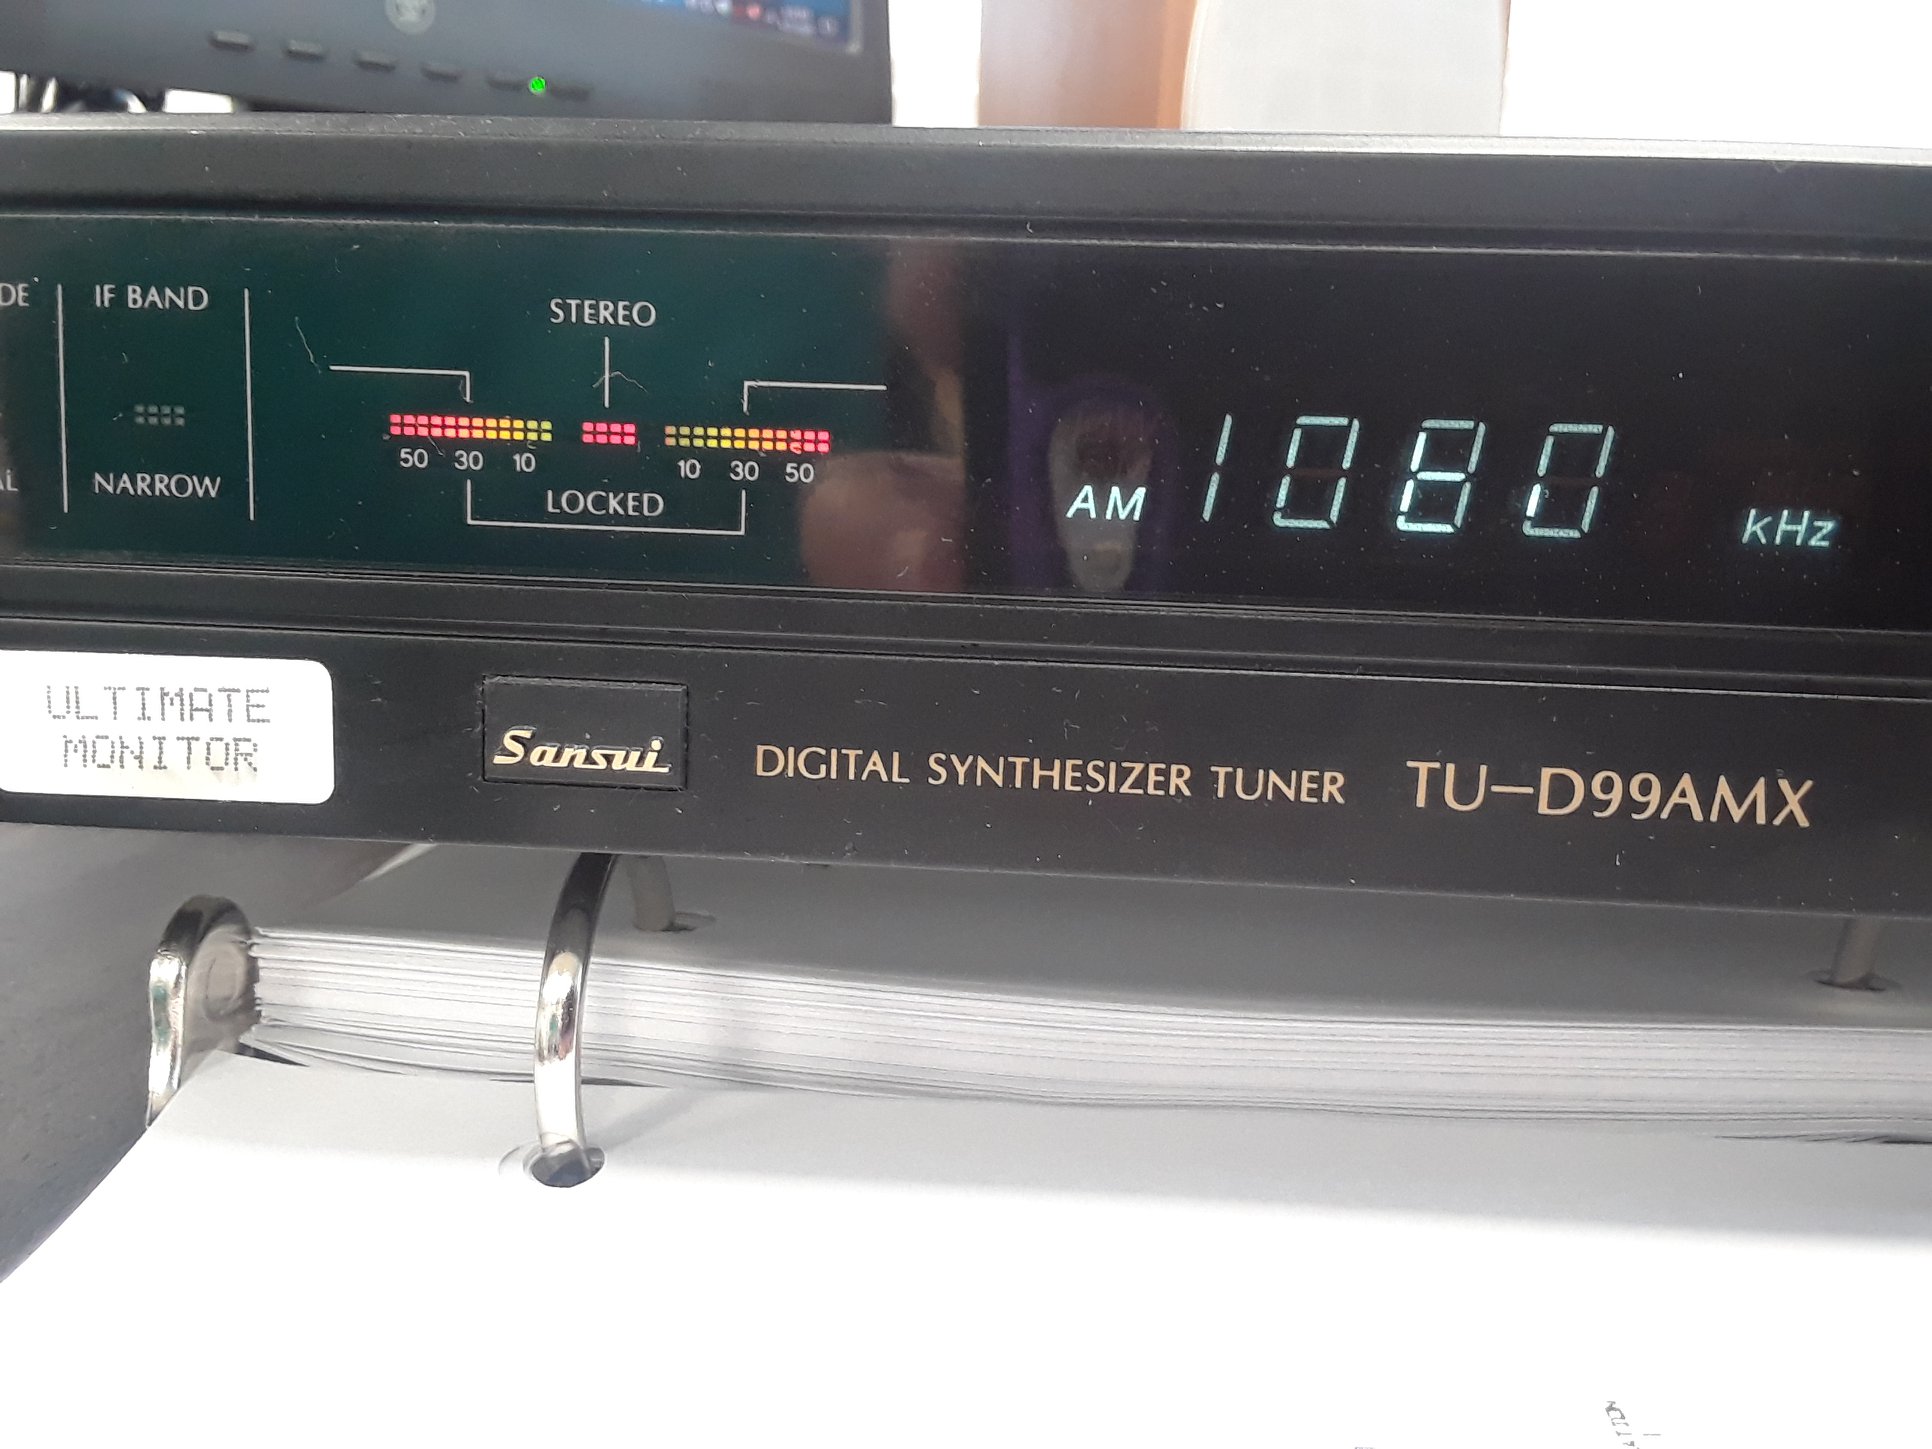 DE
IF BAND
STEREO
50 30 10
10 30 50
NARROW
LOCKED
AM 1080 kHz
ULTIMATE
MONITOR
Sansui
DIGITAL SYNTHESIZER TUNER TU-D99AMX